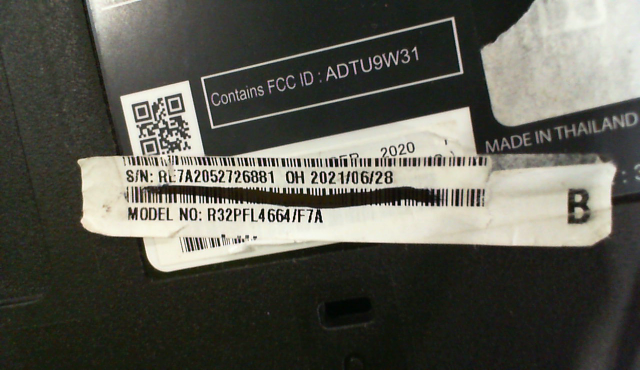 Contains FCC ID : ADTU9W31
2020
MADE IN THAILAND
S/N: RE7A2052726881 OH 2021/06/28
MODEL NO: R32PFL4664/F7A
B